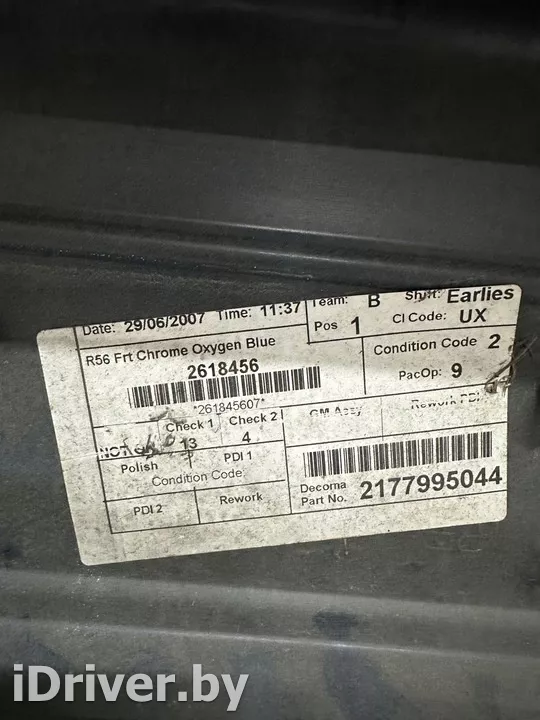 Date: 29/06/2007 Time: 11:37 Team: B Shift: Earlies
Pos 1 CI Code: UX
R56 Frt Chrome Oxygen Blue
2618456
Condition Code 2
PacOp: 9
*261845607*
Check 1 Check 2
13 4
GM Assy Rework PDI
Polish PDI 1
Condition Code:
PDI 2 Rework
Decoma
Part No. 2177995044
iDriver.by